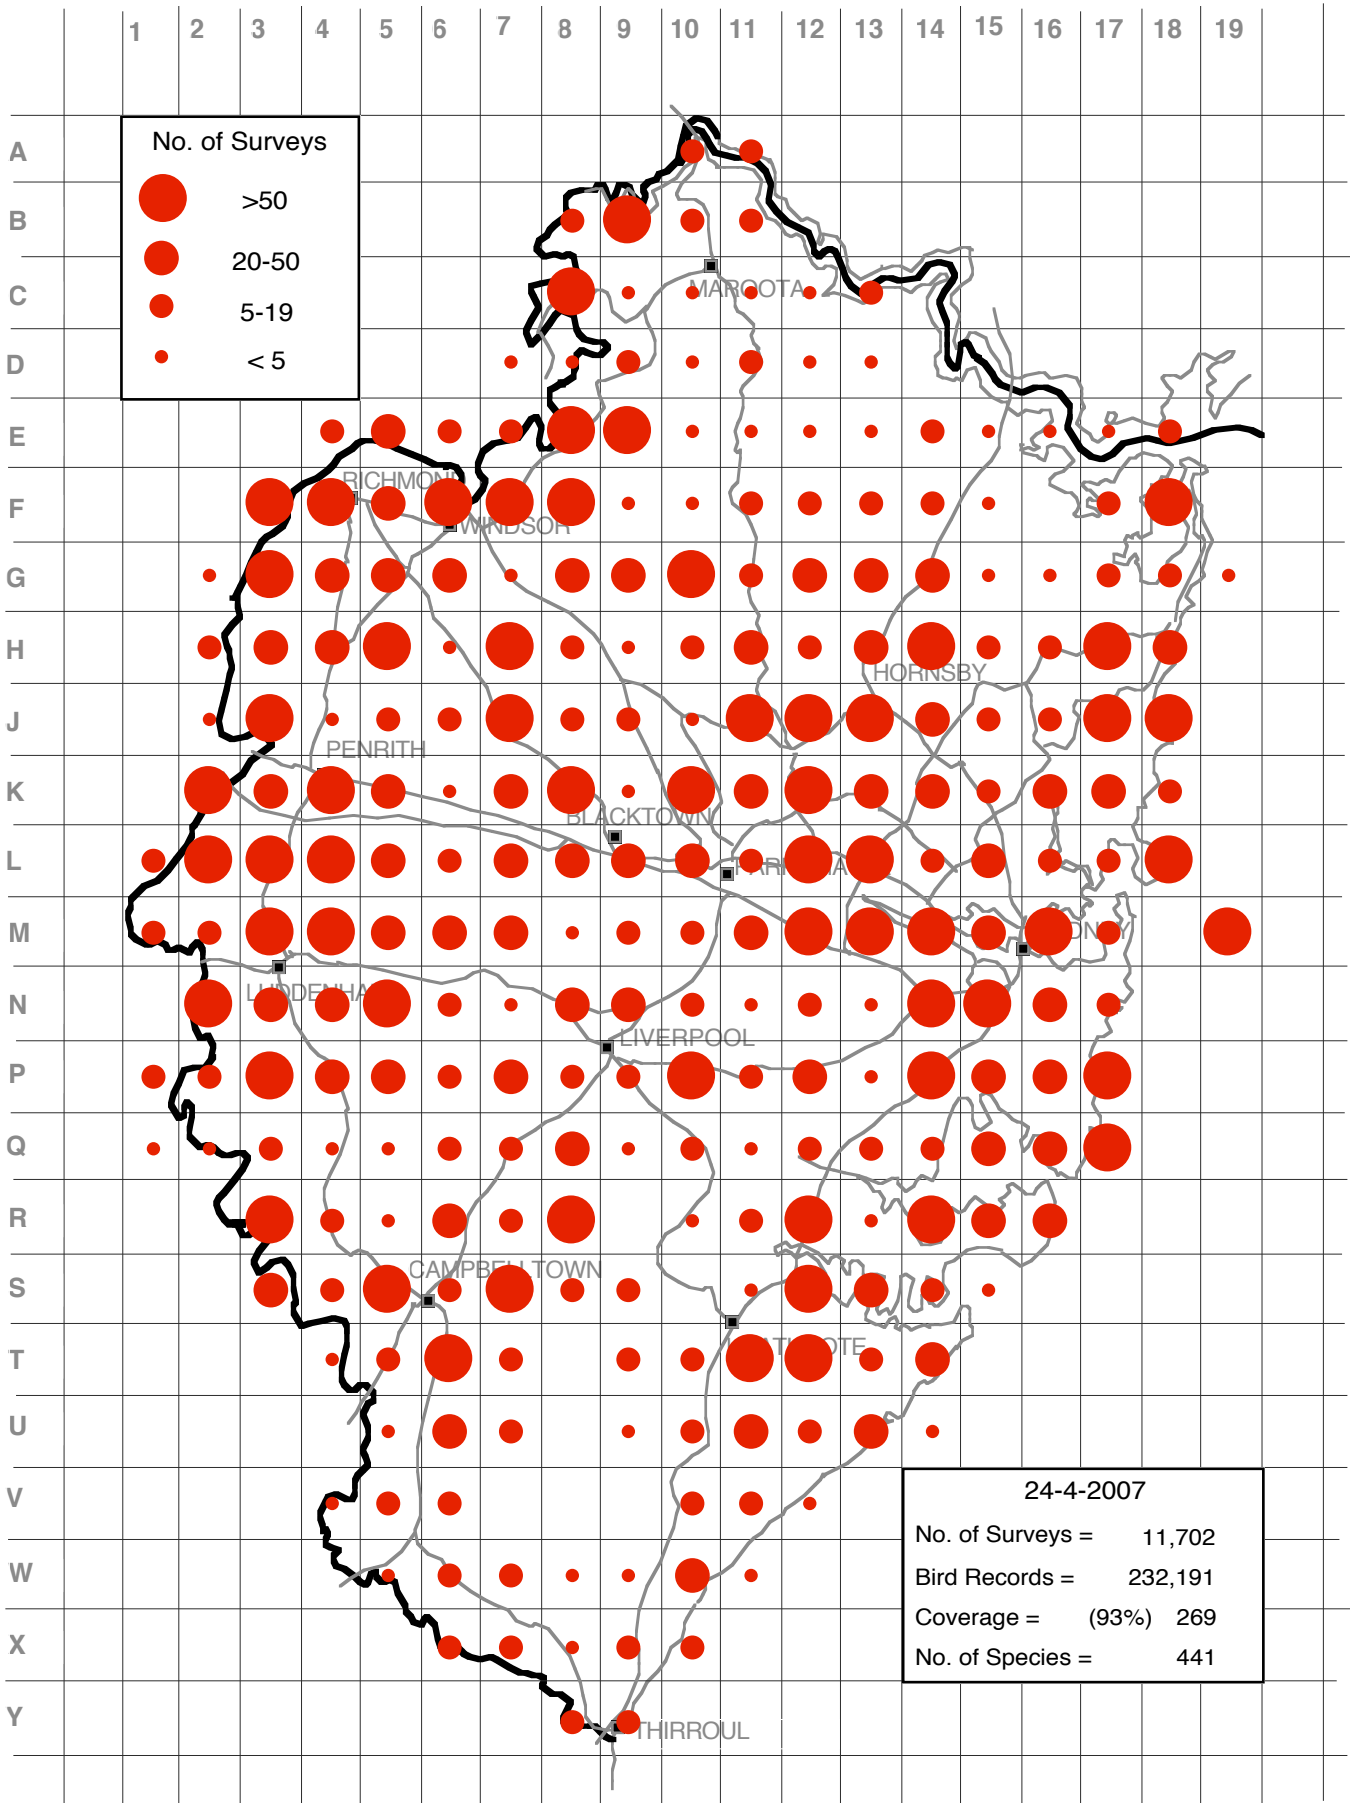 1 2 3 4 5 6 7 8 9 10 11 12 13 14 15 16 17 18 19
A
No. of Surveys
>50
20-50
5-19
< 5
B
C
MAROOTA
D
E
RICHMOND
F
WINDSOR
G
H
HORNSBY
J
PENRITH
K
BLACKTOWN
L
M
N
LIVERPOOL
P
Q
R
CAMPBELLTOWN
S
T
U
V
24-4-2007
No. of Surveys = 11,702
Bird Records = 232,191
Coverage = (93%) 269
No. of Species = 441
W
X
Y
THIRROUL